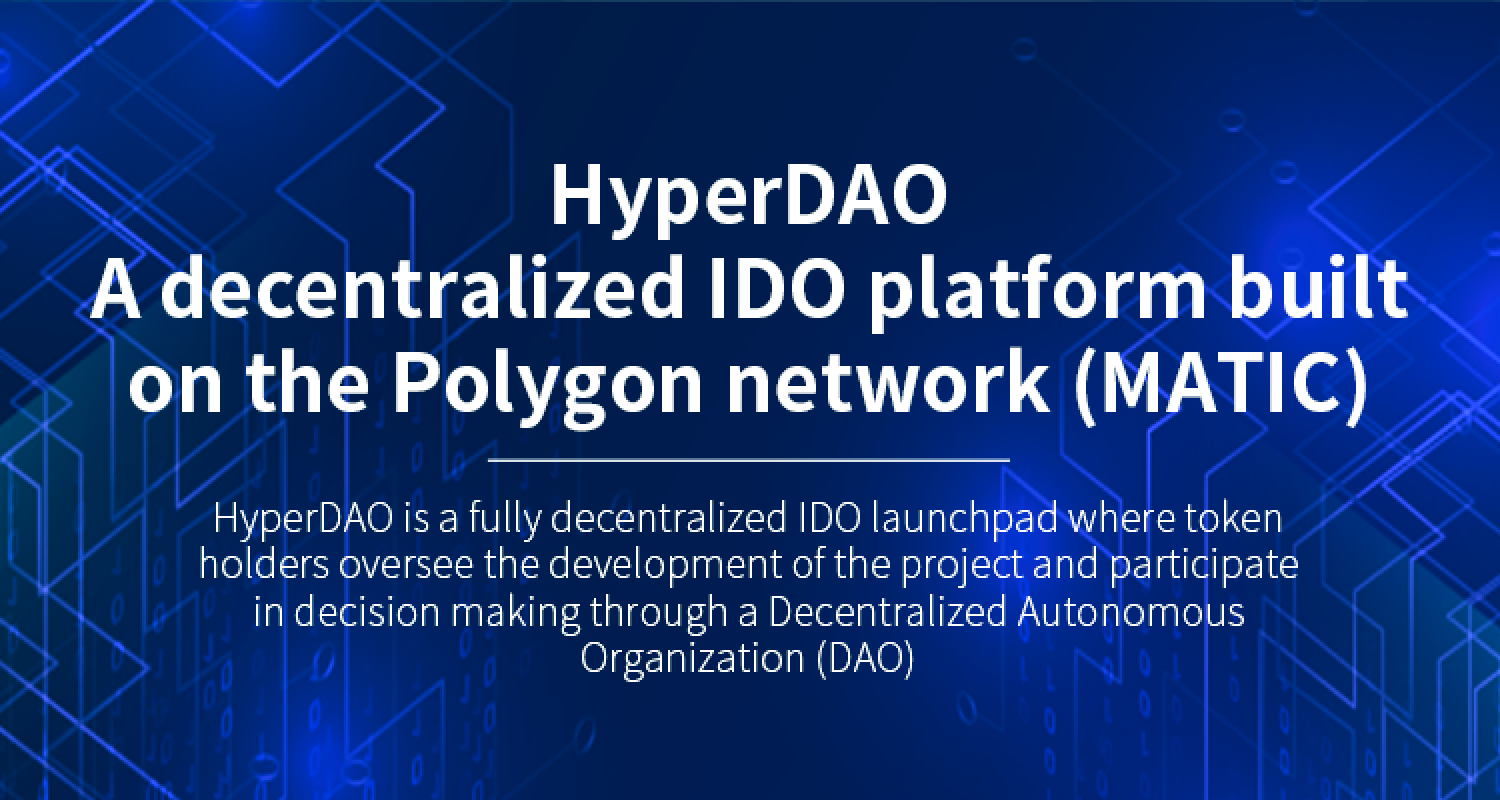 HyperDAO
A decentralized IDO platform built
on the Polygon network (MATIC)
HyperDAO is a fully decentralized IDO launchpad where token
holders oversee the development of the project and participate
in decision making through a Decentralized Autonomous
Organization (DAO)